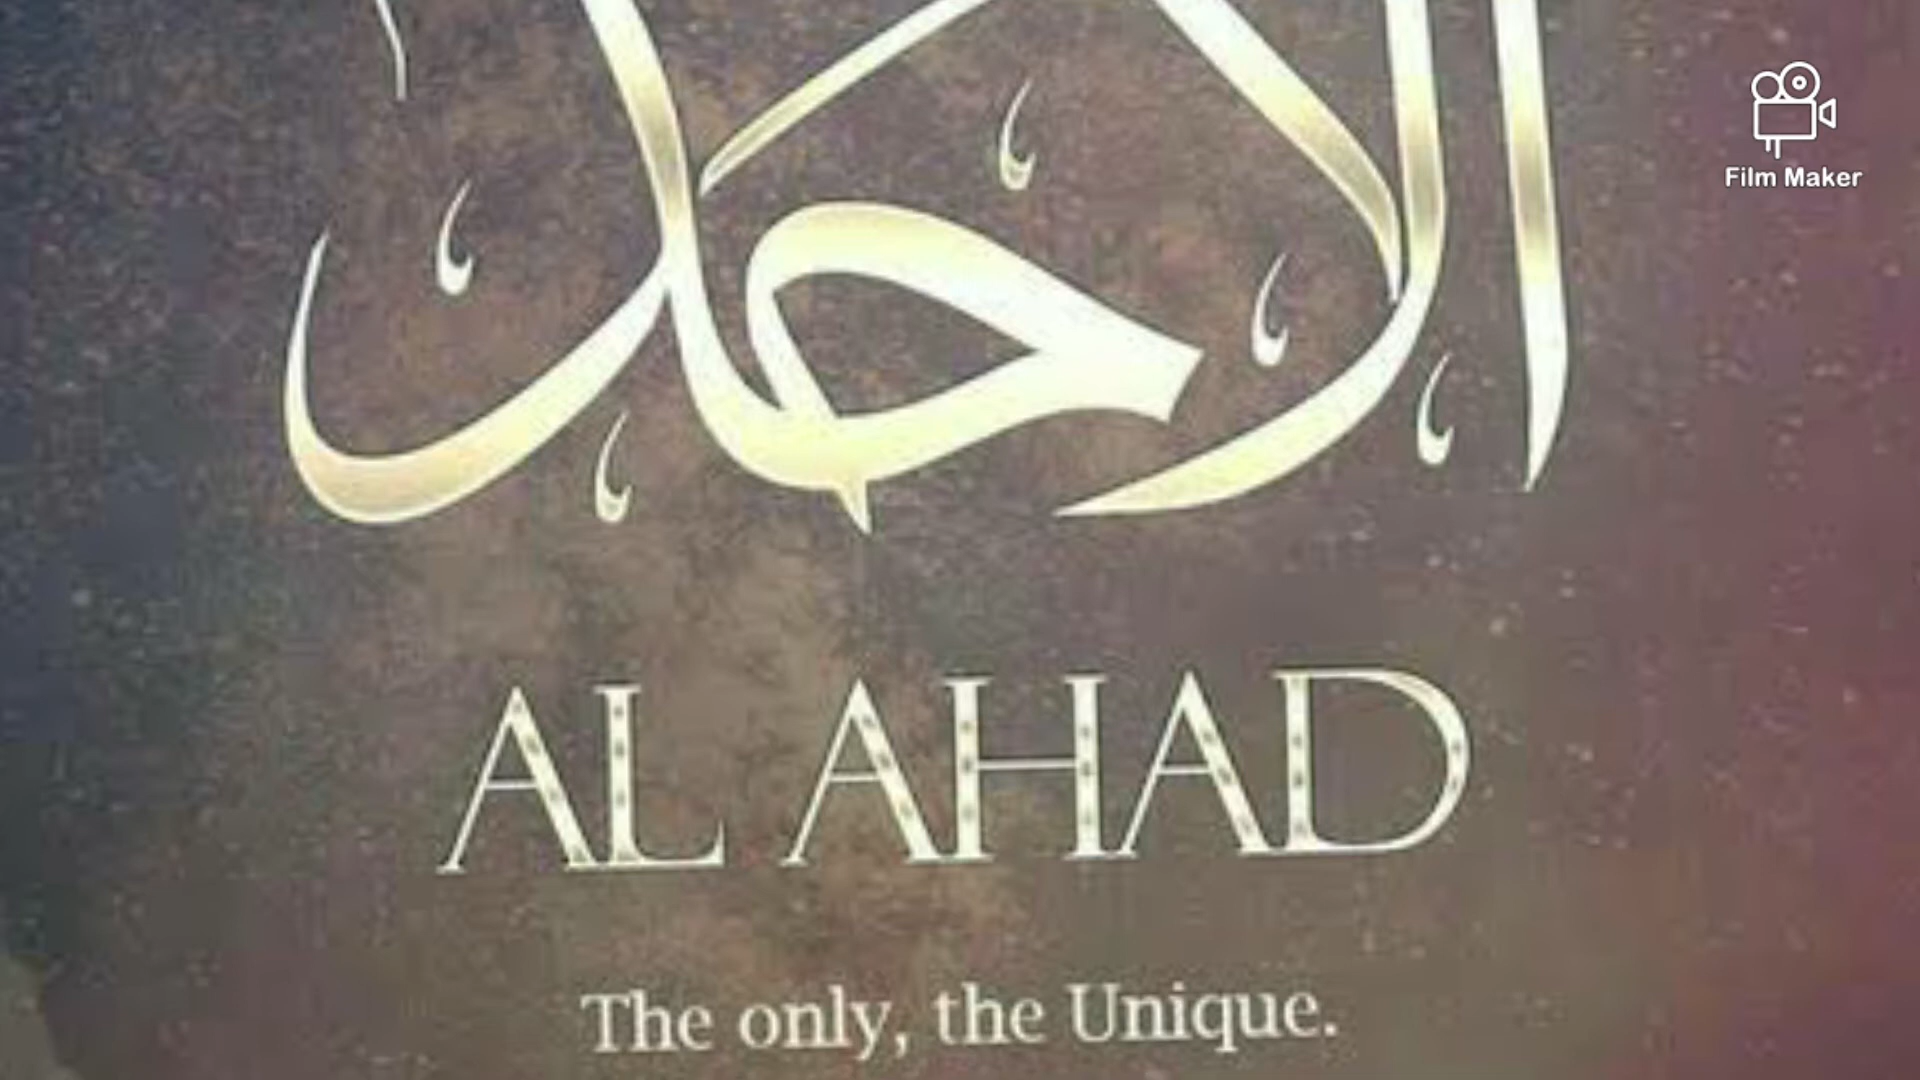 الاحد
Film Maker
AL AHAD
The only, the Unique.